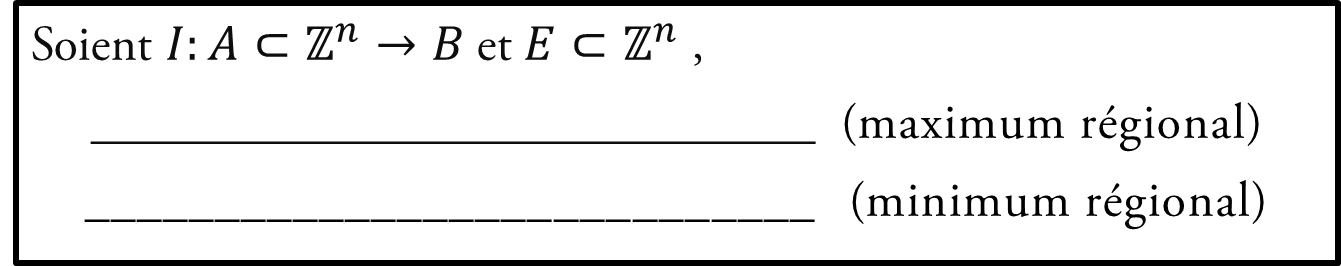 Soient I: A ⊂ ℤⁿ → B et E ⊂ ℤⁿ ,
______________________________ (maximum régional)
______________________________ (minimum régional)